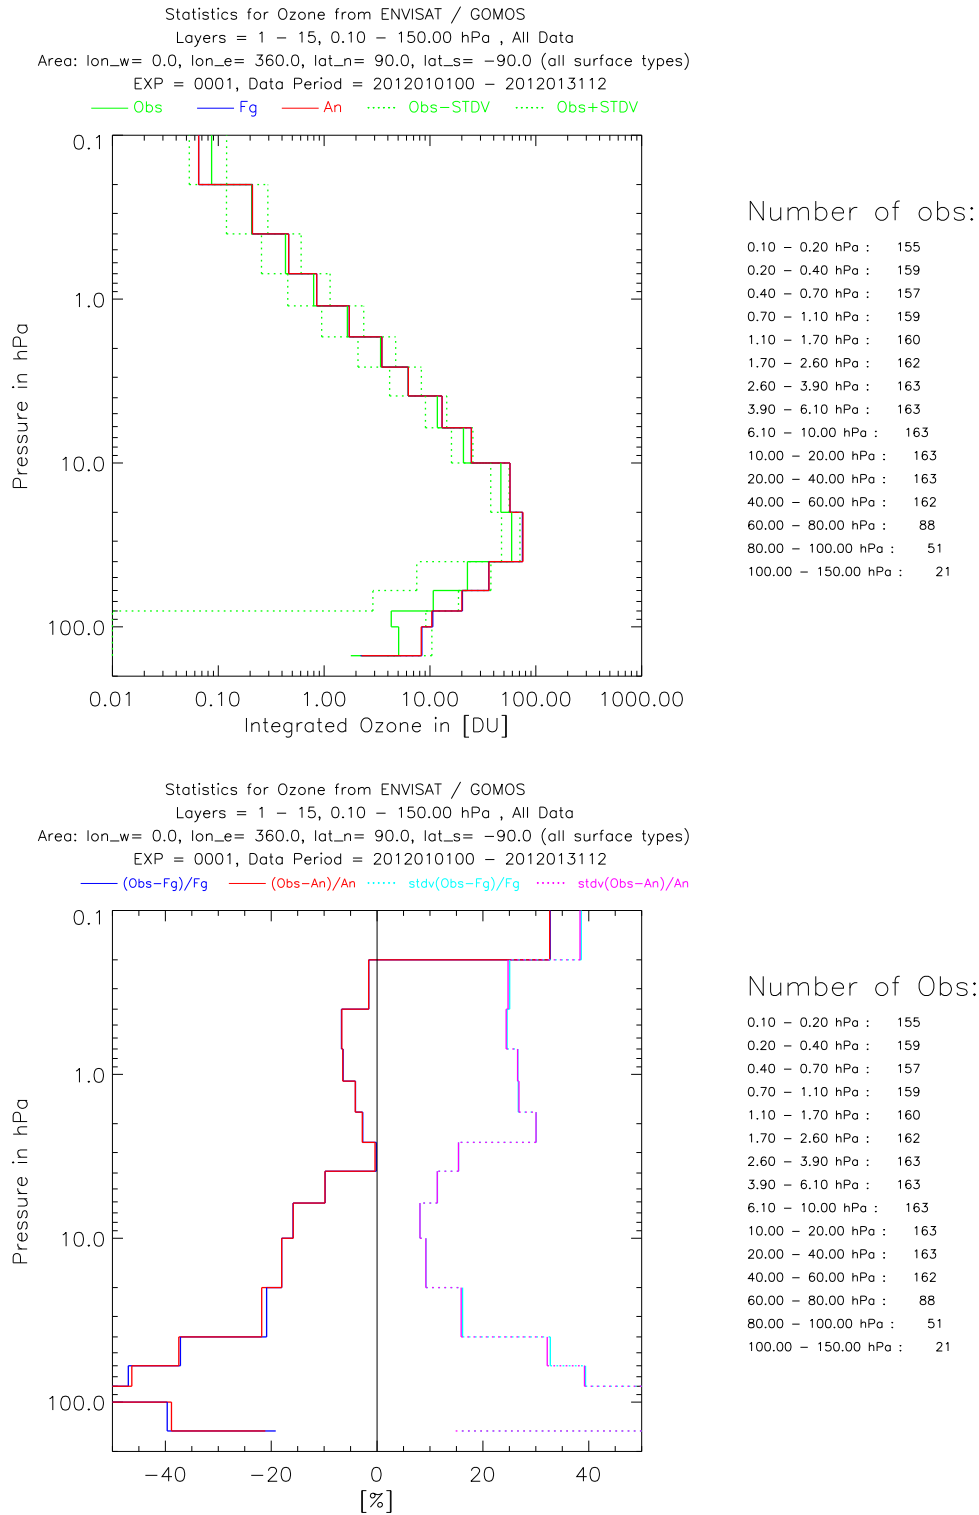 Statistics for Ozone from ENVISAT / GOMOS
Layers = 1 - 15, 0.10 - 150.00 hPa , All Data
Area: lon_w= 0.0, lon_e= 360.0, lat_n= 90.0, lat_s= -90.0 (all surface types)
EXP = 0001, Data Period = 2012010100 - 2012013112
Obs Fg An Obs-STDV Obs+STDV
0.1
1.0
10.0
100.0
Pressure in hPa
0.01 0.10 1.00 10.00 100.00 1000.00
Integrated Ozone in [DU]
Number of obs:
0.10 - 0.20 hPa : 155
0.20 - 0.40 hPa : 159
0.40 - 0.70 hPa : 157
0.70 - 1.10 hPa : 159
1.10 - 1.70 hPa : 160
1.70 - 2.60 hPa : 162
2.60 - 3.90 hPa : 163
3.90 - 6.10 hPa : 163
6.10 - 10.00 hPa : 163
10.00 - 20.00 hPa : 163
20.00 - 40.00 hPa : 163
40.00 - 60.00 hPa : 162
60.00 - 80.00 hPa : 88
80.00 - 100.00 hPa : 51
100.00 - 150.00 hPa : 21
Statistics for Ozone from ENVISAT / GOMOS
Layers = 1 - 15, 0.10 - 150.00 hPa , All Data
Area: lon_w= 0.0, lon_e= 360.0, lat_n= 90.0, lat_s= -90.0 (all surface types)
EXP = 0001, Data Period = 2012010100 - 2012013112
(Obs-Fg)/Fg (Obs-An)/An stdv(Obs-Fg)/Fg stdv(Obs-An)/An
0.1
1.0
10.0
100.0
Pressure in hPa
-40 -20 0 20 40
[%]
Number of Obs:
0.10 - 0.20 hPa : 155
0.20 - 0.40 hPa : 159
0.40 - 0.70 hPa : 157
0.70 - 1.10 hPa : 159
1.10 - 1.70 hPa : 160
1.70 - 2.60 hPa : 162
2.60 - 3.90 hPa : 163
3.90 - 6.10 hPa : 163
6.10 - 10.00 hPa : 163
10.00 - 20.00 hPa : 163
20.00 - 40.00 hPa : 163
40.00 - 60.00 hPa : 162
60.00 - 80.00 hPa : 88
80.00 - 100.00 hPa : 51
100.00 - 150.00 hPa : 21